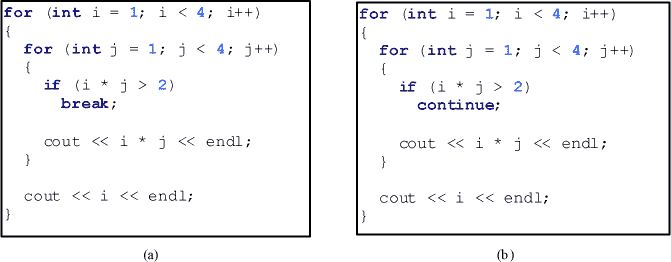 for (int i = 1; i < 4; i++)
{
for (int j = 1; j < 4; j++)
{
if (i * j > 2)
break;
cout << i * j << endl;
}
cout << i << endl;
}
(a)
for (int i = 1; i < 4; i++)
{
for (int j = 1; j < 4; j++)
{
if (i * j > 2)
continue;
cout << i * j << endl;
}
cout << i << endl;
}
(b)